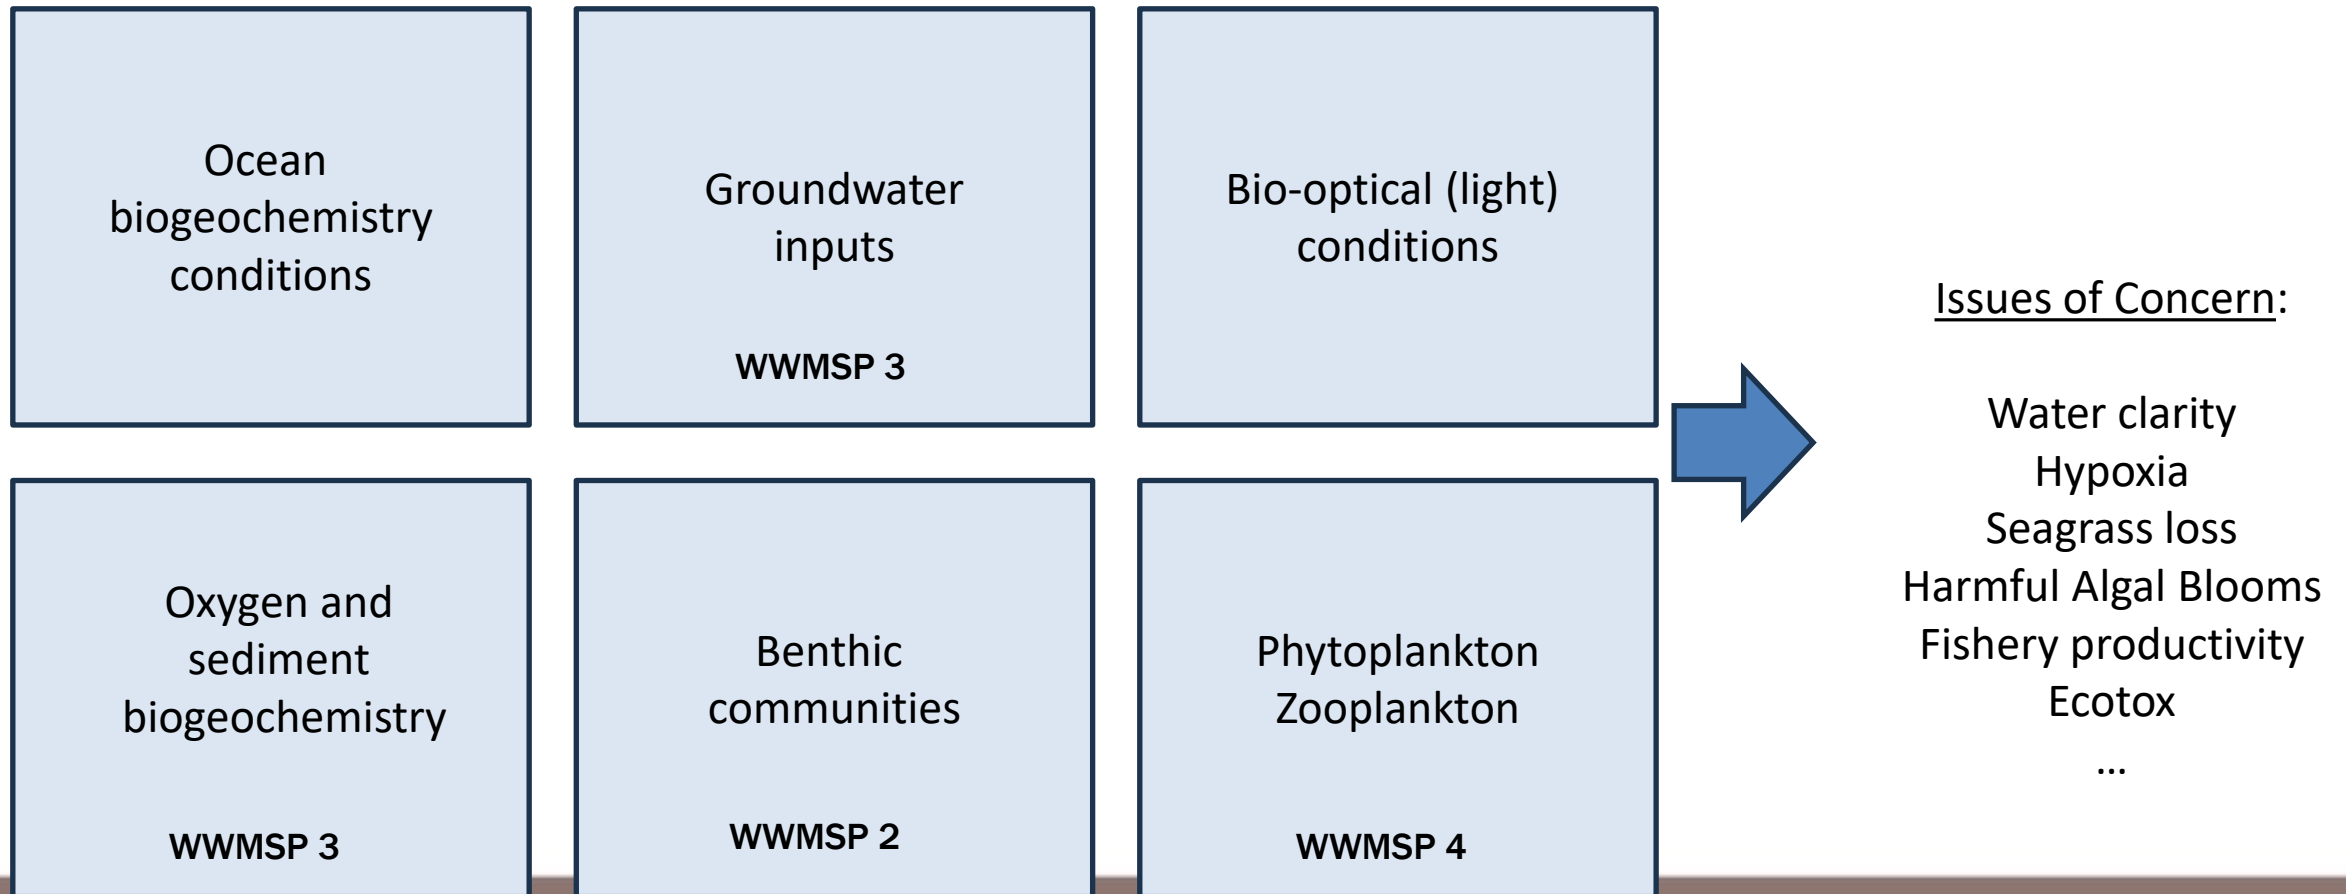 Ocean
biogeochemistry
conditions
Groundwater
inputs
WWMSP 3
Bio-optical (light)
conditions
Oxygen and
sediment
biogeochemistry
WWMSP 3
Benthic
communities
WWMSP 2
Phytoplankton
Zooplankton
WWMSP 4
Issues of Concern:
Water clarity
Hypoxia
Seagrass loss
Harmful Algal Blooms
Fishery productivity
Ecotox
...